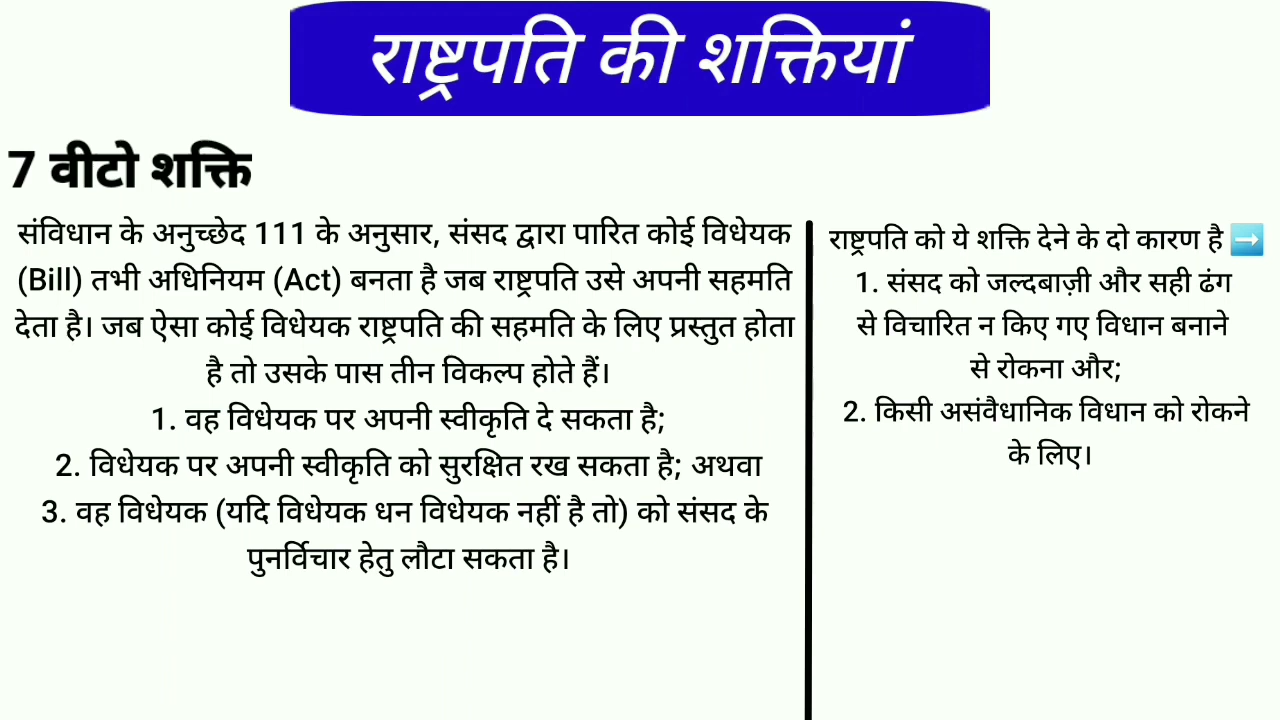 राष्ट्रपति की शक्तियां
7 वीटो शक्ति
संविधान के अनुच्छेद 111 के अनुसार, संसद द्वारा पारित कोई विधेयक
(Bill) तभी अधिनियम (Act) बनता है जब राष्ट्रपति उसे अपनी सहमति
देता है। जब ऐसा कोई विधेयक राष्ट्रपति की सहमति के लिए प्रस्तुत होता
है तो उसके पास तीन विकल्प होते हैं।
1. वह विधेयक पर अपनी स्वीकृति दे सकता है;
2. विधेयक पर अपनी स्वीकृति को सुरक्षित रख सकता है; अथवा
3. वह विधेयक (यदि विधेयक धन विधेयक नहीं है तो) को संसद के
पुनर्विचार हेतु लौटा सकता है।
राष्ट्रपति को ये शक्ति देने के दो कारण है ➡️
1. संसद को जल्दबाज़ी और सही ढंग
से विचारित न किए गए विधान बनाने
से रोकना और;
2. किसी असंवैधानिक विधान को रोकने
के लिए।